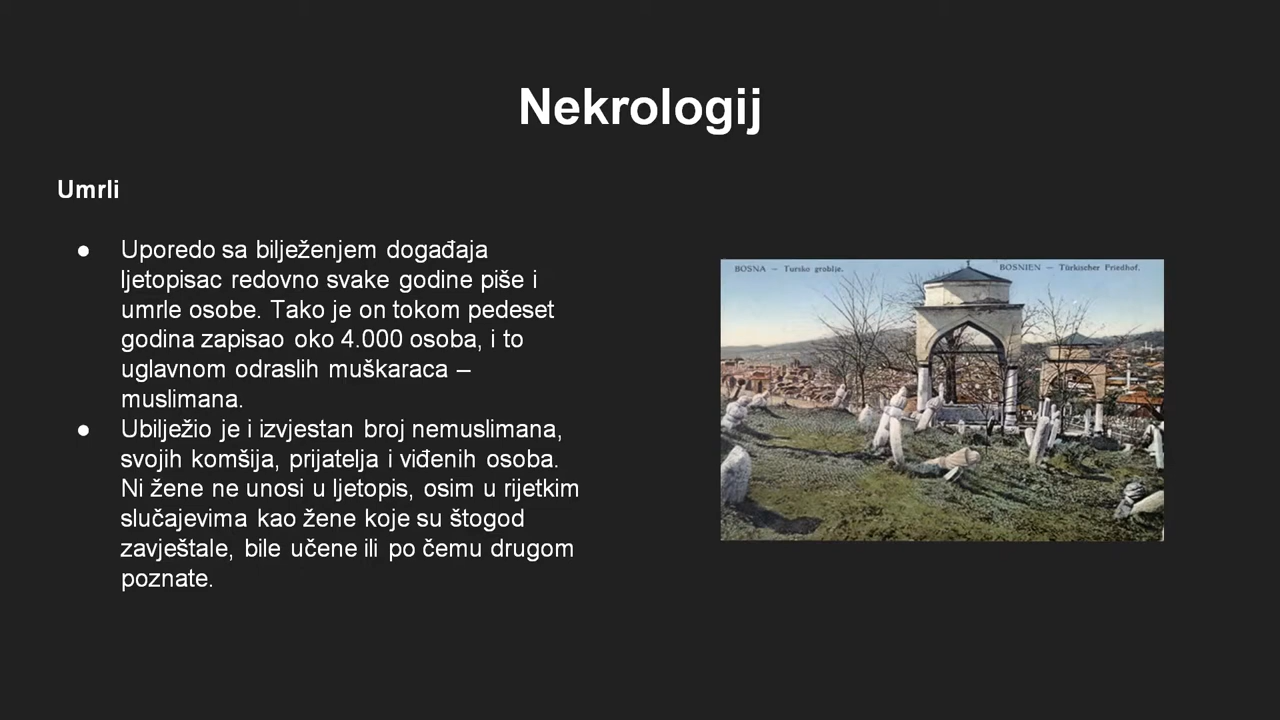 Nekrologij
Umrli
● Uporedo sa bilježenjem događaja
ljetopisac redovno svake godine piše i
umrle osobe. Tako je on tokom pedeset
godina zapisao oko 4.000 osoba, i to
uglavnom odraslih muškaraca –
muslimana.
● Ubilježio je i izvjestan broj nemuslimana,
svojih komšija, prijatelja i viđenih osoba.
Ni žene ne unosi u ljetopis, osim u rijetkim
slučajevima kao žene koje su štogod
zavještale, bile učene ili po čemu drugom
poznate.
BOSNA – Tursko groblje.
BOSNIEN – Türkischer Friedhof.